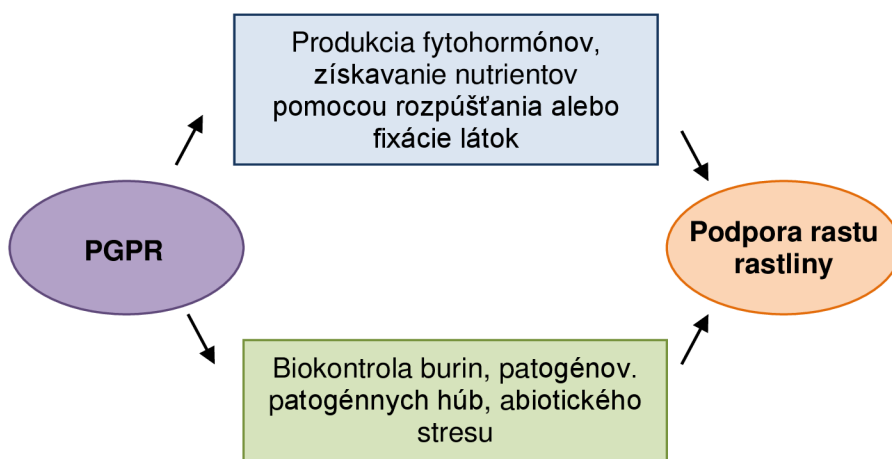 Produkcia fytohormónov,
získavanie nutrientov
pomocou rozpúšťania alebo
fixácie látok
PGPR
Podpora rastu
rastliny
Biokontrola burin, patogénov.
patogénnych húb, abiotického
stresu